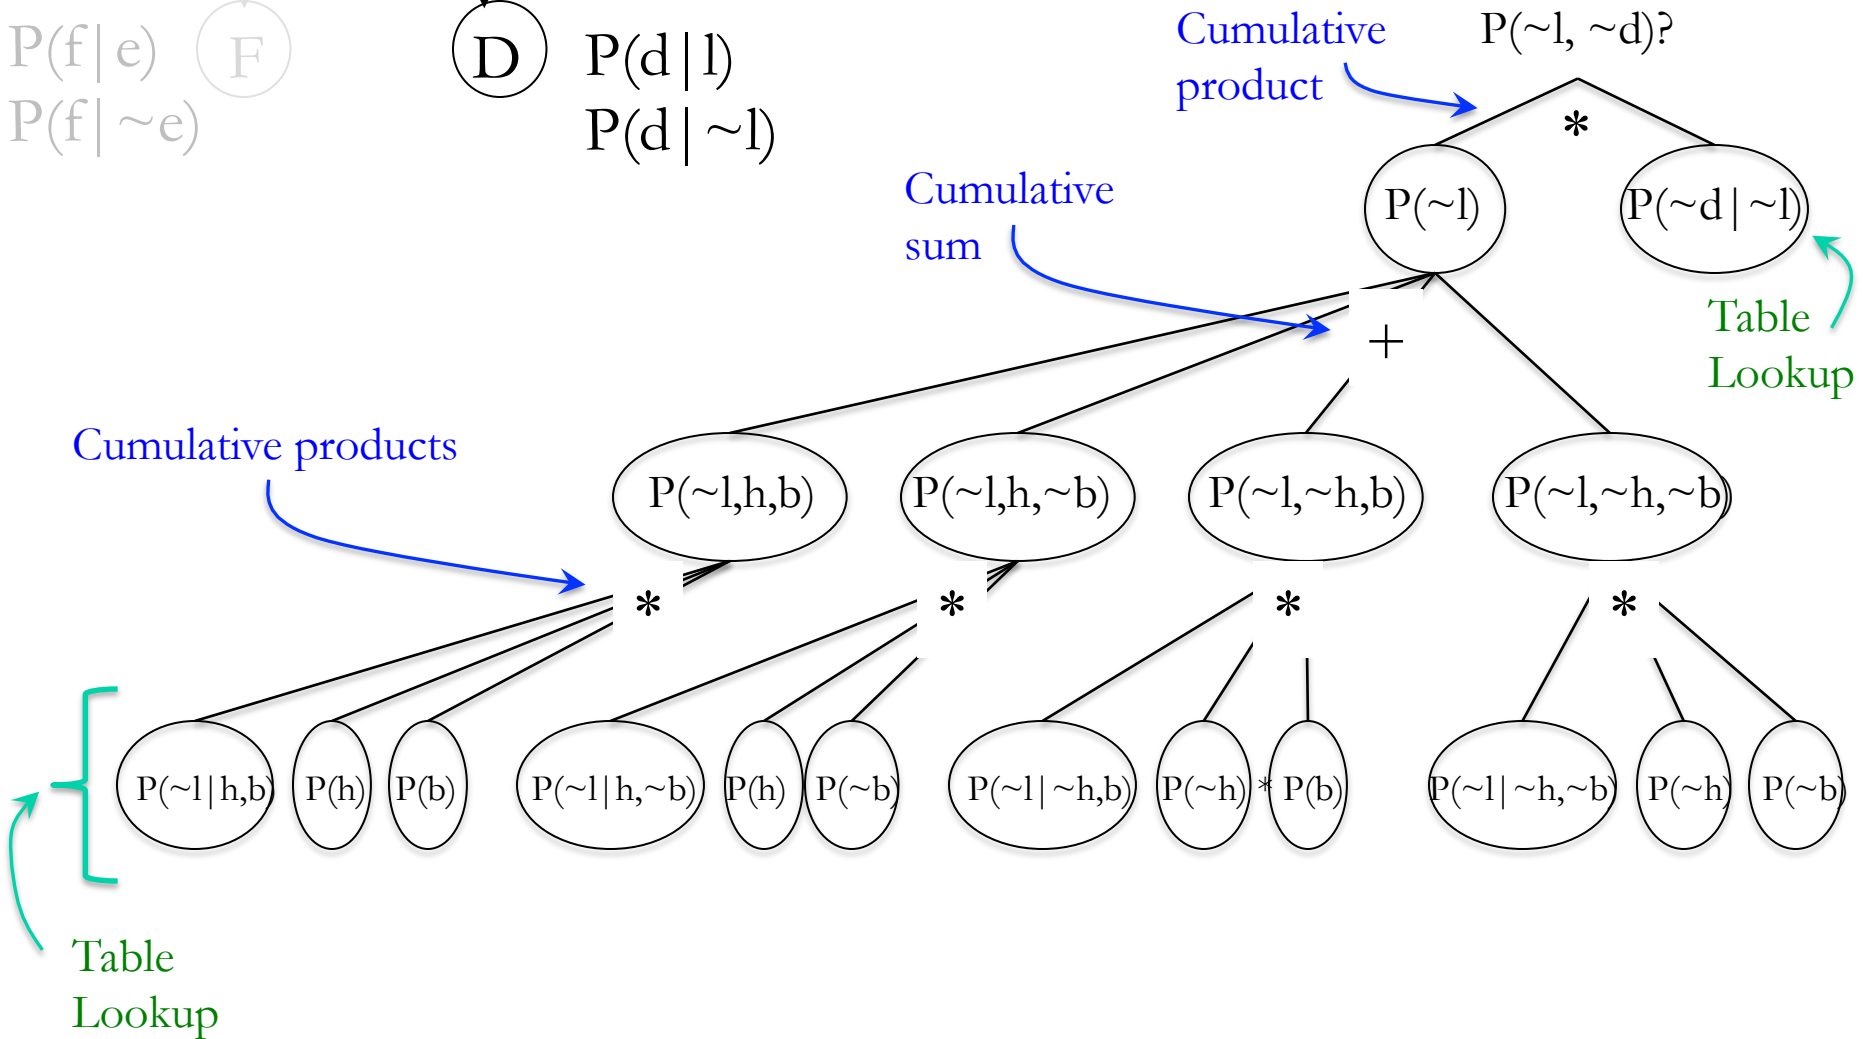 P(f|e) F D P(d|l)
P(f|~e) P(d|~l)
Cumulative
product
P(~l, ~d)?
*
Cumulative
sum
P(~l) P(~d|~l)
+
Table
Lookup
Cumulative products
P(~l,h,b) P(~l,h,~b) P(~l,~h,b) P(~l,~h,~b)
* * * *
P(~l|h,b) P(h) P(b) P(~l|h,~b) P(h) P(~b) P(~l|~h,b) P(~h) * P(b) P(~l|~h,~b) P(~h) P(~b)
Table
Lookup